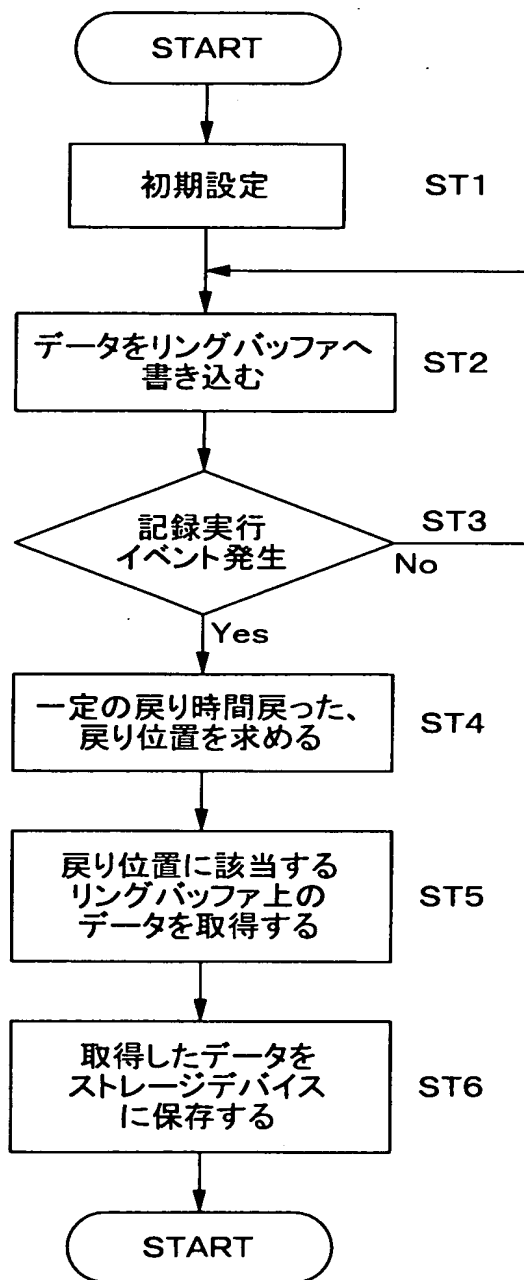 START
初期設定
ST1
データをリングバッファへ
書き込む
ST2
記録実行
イベント発生
ST3
No
Yes
一定の戻り時間戻った、
戻り位置を求める
ST4
戻り位置に該当する
リングバッファ上の
データを取得する
ST5
取得したデータを
ストレージデバイス
に保存する
ST6
START